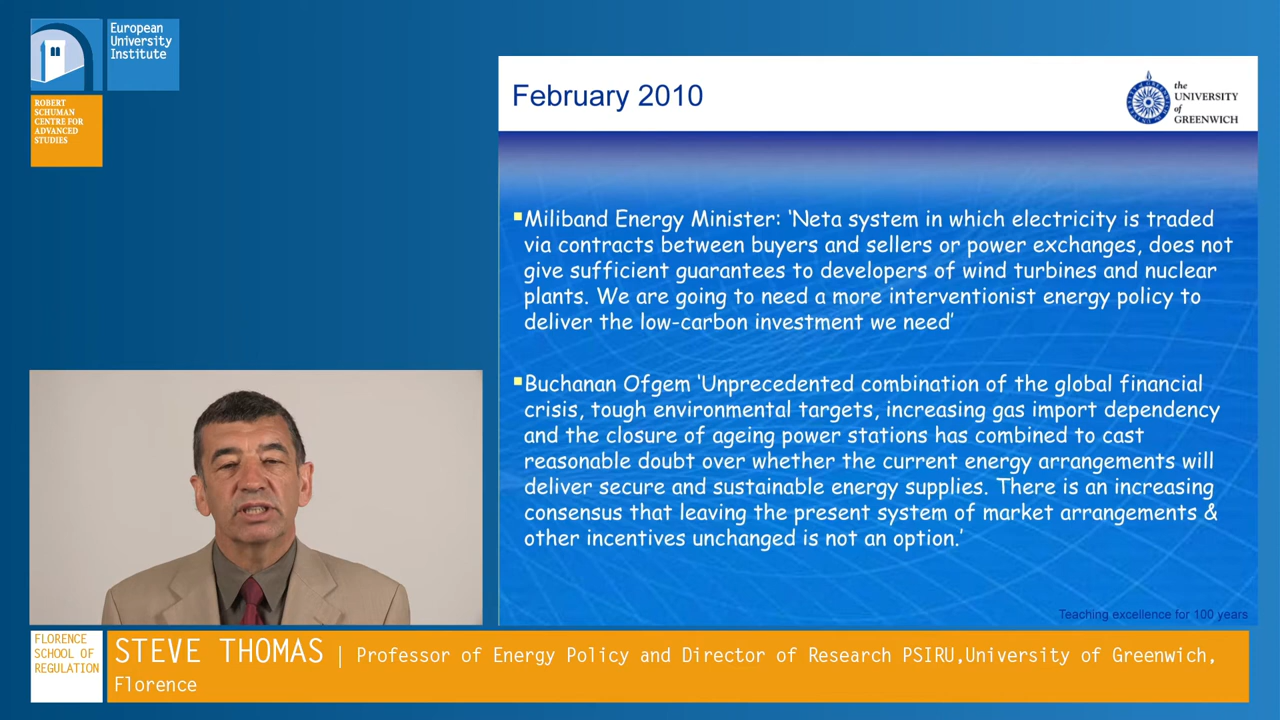 European
University
Institute
ROBERT
SCHUMAN
CENTRE FOR
ADVANCED
STUDIES
February 2010
the
UNIVERSITY
of
GREENWICH
▪Miliband Energy Minister: ‘Neta system in which electricity is traded
via contracts between buyers and sellers or power exchanges, does not
give sufficient guarantees to developers of wind turbines and nuclear
plants. We are going to need a more interventionist energy policy to
deliver the low-carbon investment we need’
▪Buchanan Ofgem ‘Unprecedented combination of the global financial
crisis, tough environmental targets, increasing gas import dependency
and the closure of ageing power stations has combined to cast
reasonable doubt over whether the current energy arrangements will
deliver secure and sustainable energy supplies. There is an increasing
consensus that leaving the present system of market arrangements &
other incentives unchanged is not an option.’
Teaching excellence for 100 years
FLORENCE
SCHOOL OF
REGULATION
STEVE THOMAS | Professor of Energy Policy and Director of Research PSIRU,University of Greenwich,
Florence